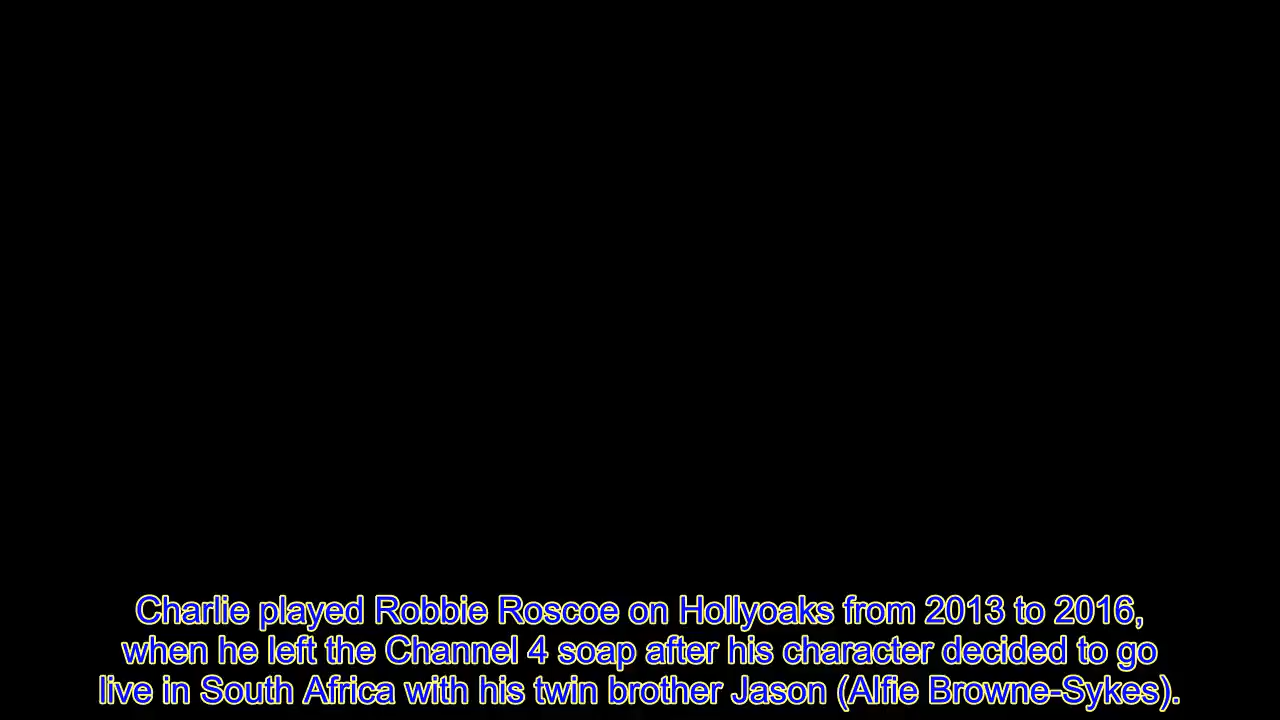 Charlie played Robbie Roscoe on Hollyoaks from 2013 to 2016,
when he left the Channel 4 soap after his character decided to go
live in South Africa with his twin brother Jason (Alfie Browne-Sykes).